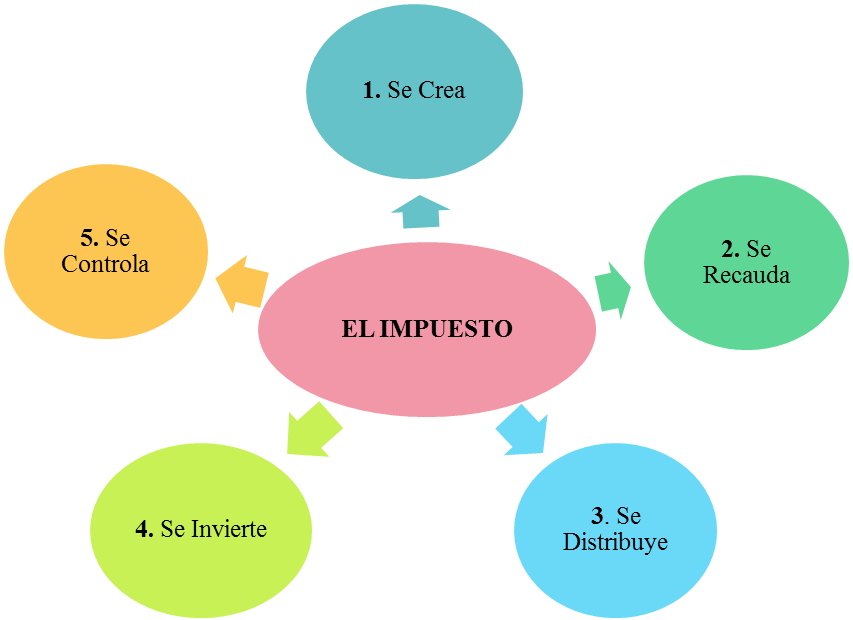 1. Se Crea
2. Se
Recauda
3. Se
Distribuye
4. Se Invierte
5. Se
Controla
EL IMPUESTO